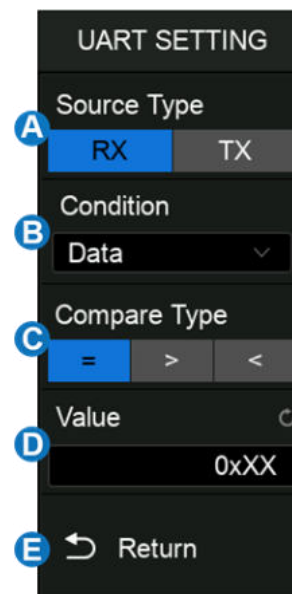 UART SETTING
Source Type
A
RX TX
Condition
B
Data
Compare Type
C
= > <
Value
D
0xXX
E Return